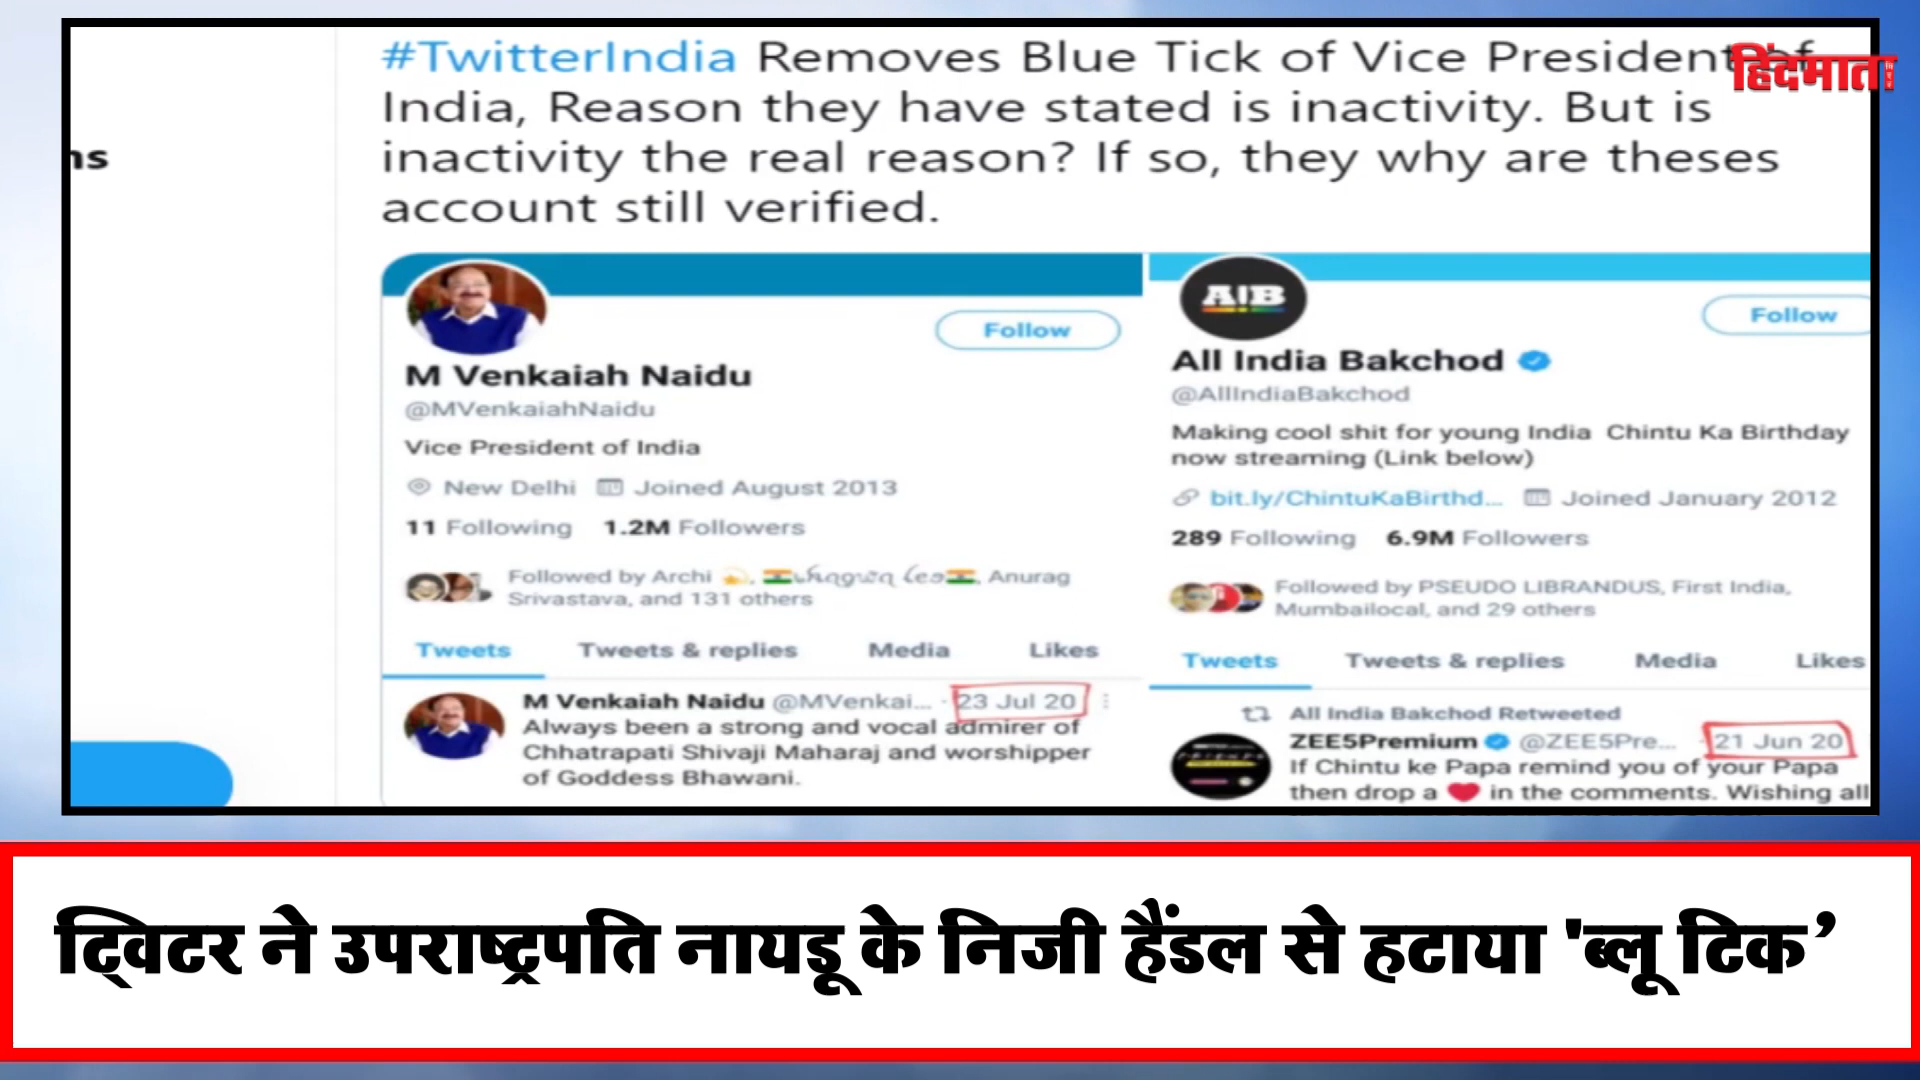 #TwitterIndia Removes Blue Tick of Vice President of
हिंदमाता
India, Reason they have stated is inactivity. But is
inactivity the real reason? If so, they why are theses
account still verified.
ns
M Venkaiah Naidu
@MVenkaiahNaidu
Vice President of India
New Delhi Joined August 2013
11 Following 1.2M Followers
Followed by Archi Anurag
Srivastava, and 131 others
Follow
Tweets Tweets & replies Media Likes
M Venkaiah Naidu @MVenkai... · 23 Jul 20
Always been a strong and vocal admirer of
Chhatrapati Shivaji Maharaj and worshipper
of Goddess Bhawani.
A|B
Follow
All India Bakchod
@AllIndiaBakchod
Making cool shit for young India Chintu Ka Birthday
now streaming (Link below)
bit.ly/ChintuKaBirthd... Joined January 2012
289 Following 6.9M Followers
Followed by PSEUDO LIBRANDUS, First India,
Mumbailocal, and 29 others
Tweets Tweets & replies Media Likes
All India Bakchod Retweeted
ZEE5Premium @ZEE5Pre... · 21 Jun 20
If Chintu ke Papa remind you of your Papa
then drop a ❤ in the comments. Wishing all
ट्विटर ने उपराष्ट्रपति नायडू के निजी हैंडल से हटाया 'ब्लू टिक’